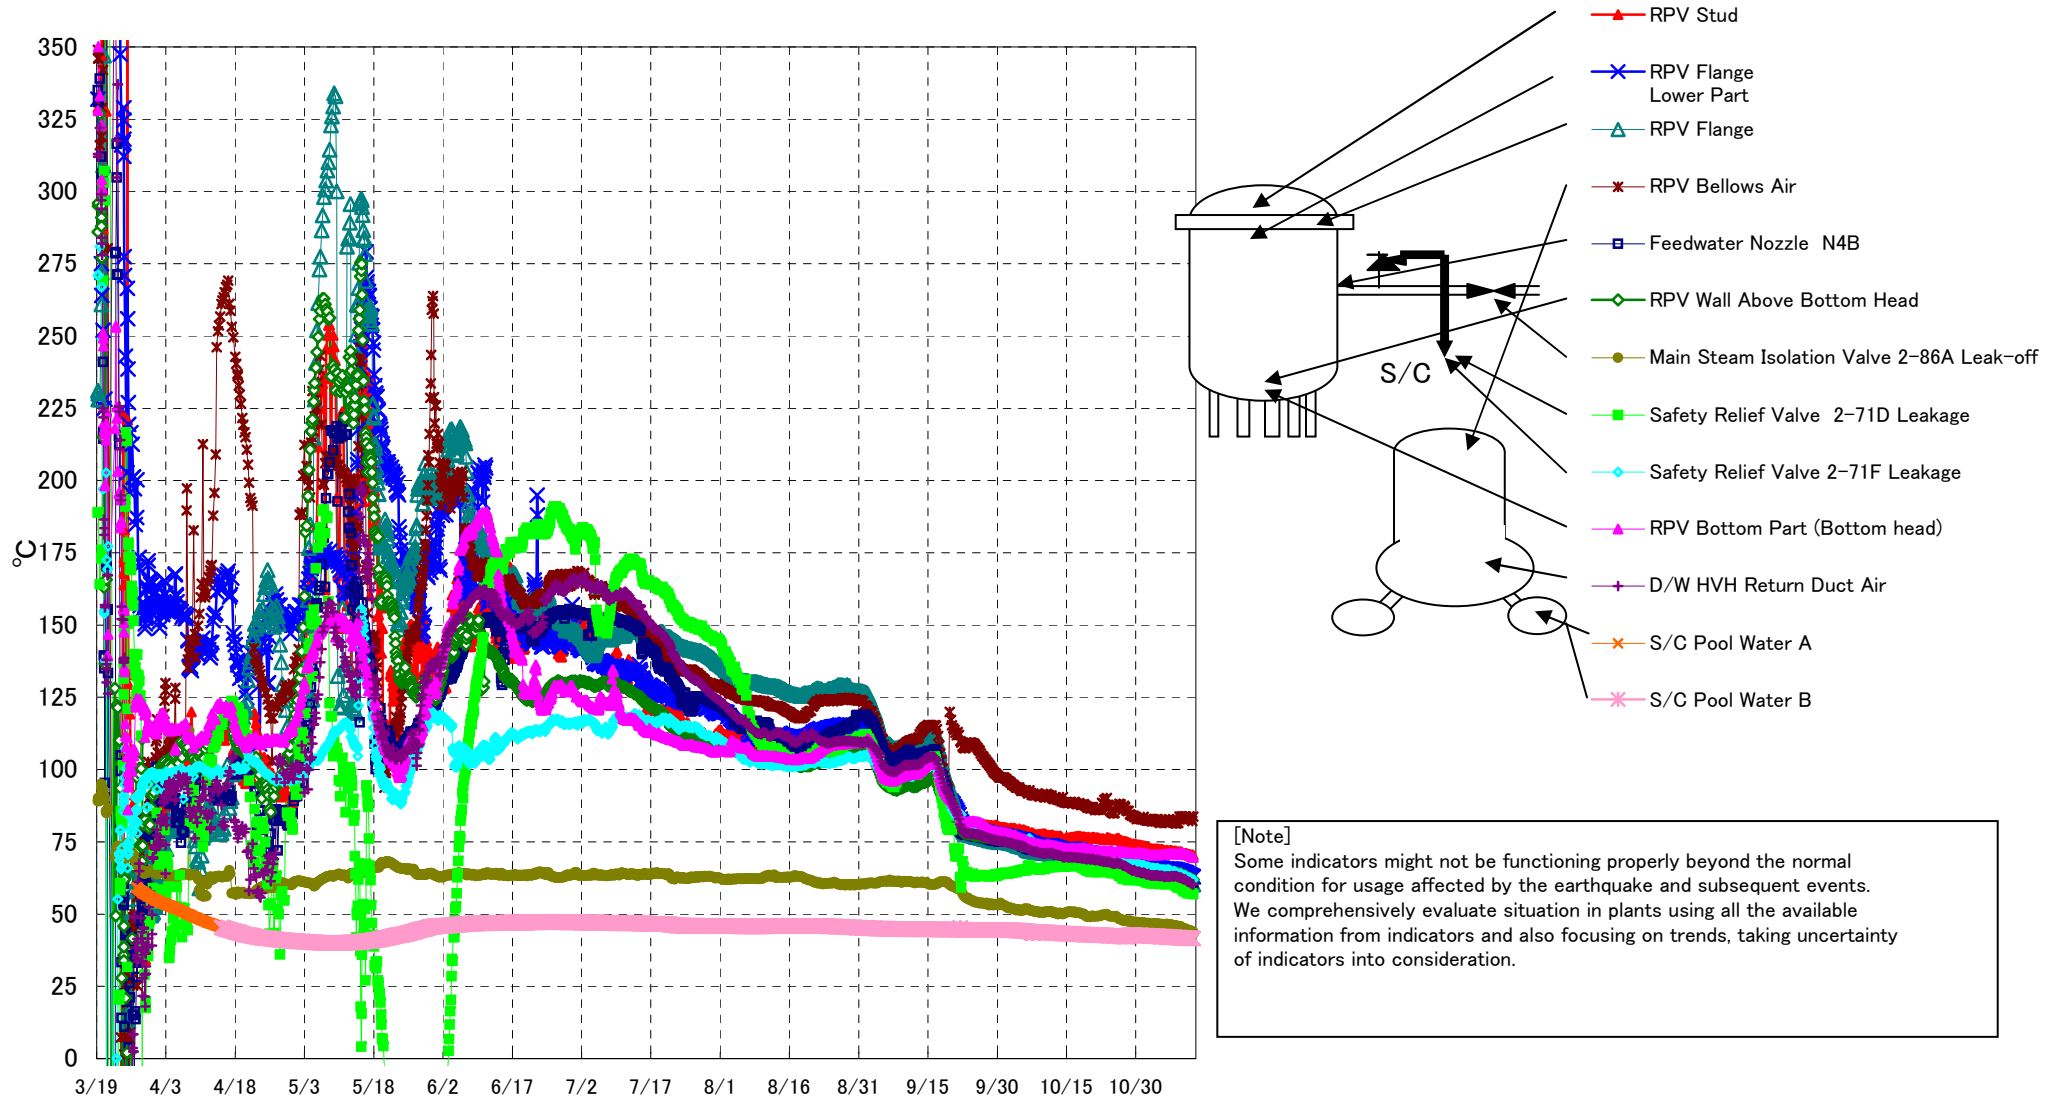 350
325
300
275
250
225
200
175
150
125
100
75
50
25
0
℃
3/19 4/3 4/18 5/3 5/18 6/2 6/17 7/2 7/17 8/1 8/16 8/31 9/15 9/30 10/15 10/30
RPV Stud
RPV Flange
Lower Part
RPV Flange
RPV Bellows Air
Feedwater Nozzle N4B
RPV Wall Above Bottom Head
Main Steam Isolation Valve 2-86A Leak-off
Safety Relief Valve 2-71D Leakage
Safety Relief Valve 2-71F Leakage
RPV Bottom Part (Bottom head)
D/W HVH Return Duct Air
S/C Pool Water A
S/C Pool Water B
S/C
[Note]
Some indicators might not be functioning properly beyond the normal
condition for usage affected by the earthquake and subsequent events.
We comprehensively evaluate situation in plants using all the available
information from indicators and also focusing on trends, taking uncertainty
of indicators into consideration.